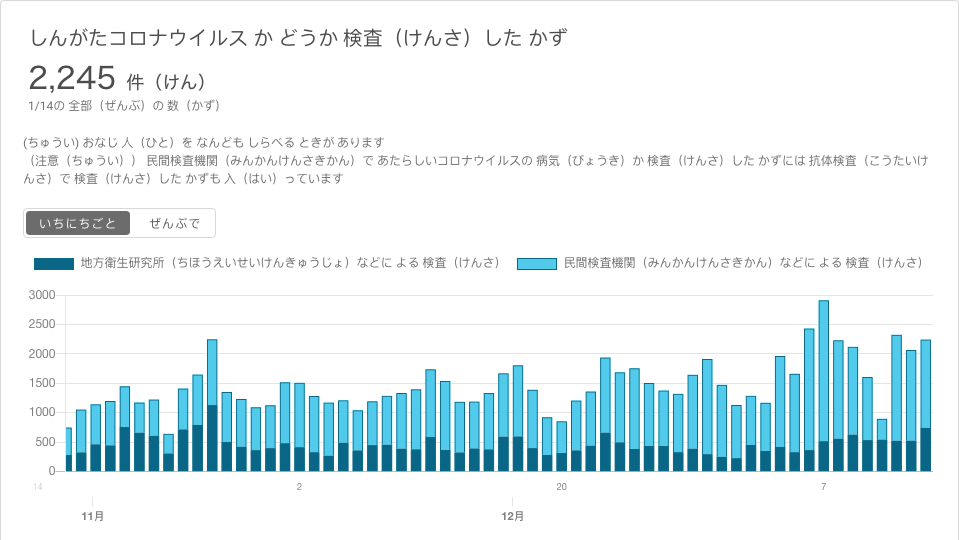 しんがたコロナウイルス か どうか 検査（けんさ）した かず
2,245 件（けん）
1/14の 全部（ぜんぶ）の 数（かず）
(ちゅうい) おなじ 人（ひと）を なんども しらべる ときが あります
（注意（ちゅうい）） 民間検査機関（みんかんけんさきかん）で あたらしいコロナウイルスの 病気（びょうき）か 検査（けんさ）した かずには 抗体検査（こうたいけ
んさ）で 検査（けんさ）した かずも 入（はい）っています
いちにちごと ぜんぶで
地方衛生研究所（ちほうえいせいけんきゅうじょ）などに よる 検査（けんさ） 民間検査機関（みんかんけんさきかん）などに よる 検査（けんさ）
3000
2500
2000
1500
1000
500
0
14 2 20 7
11月 12月